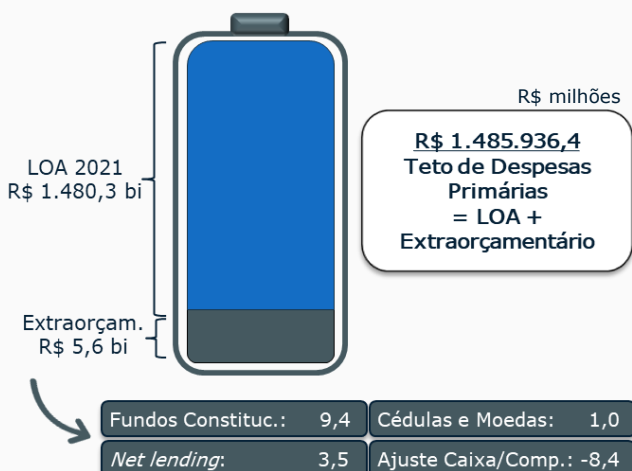 R$ milhões
R$ 1.485.936,4
Teto de Despesas
Primárias
= LOA +
Extraorçamentário
LOA 2021
R$ 1.480,3 bi
Extraorçam.
R$ 5,6 bi
Fundos Constituc.: 9,4
Cédulas e Moedas: 1,0
Net lending: 3,5
Ajuste Caixa/Comp.: -8,4